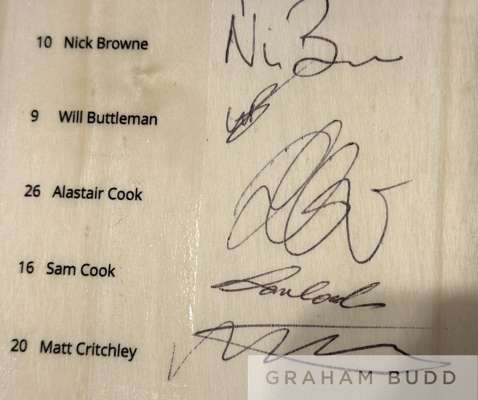 10 Nick Browne
9 Will Buttleman
26 Alastair Cook
16 Sam Cook
20 Matt Critchley
GRAHAM BUDD